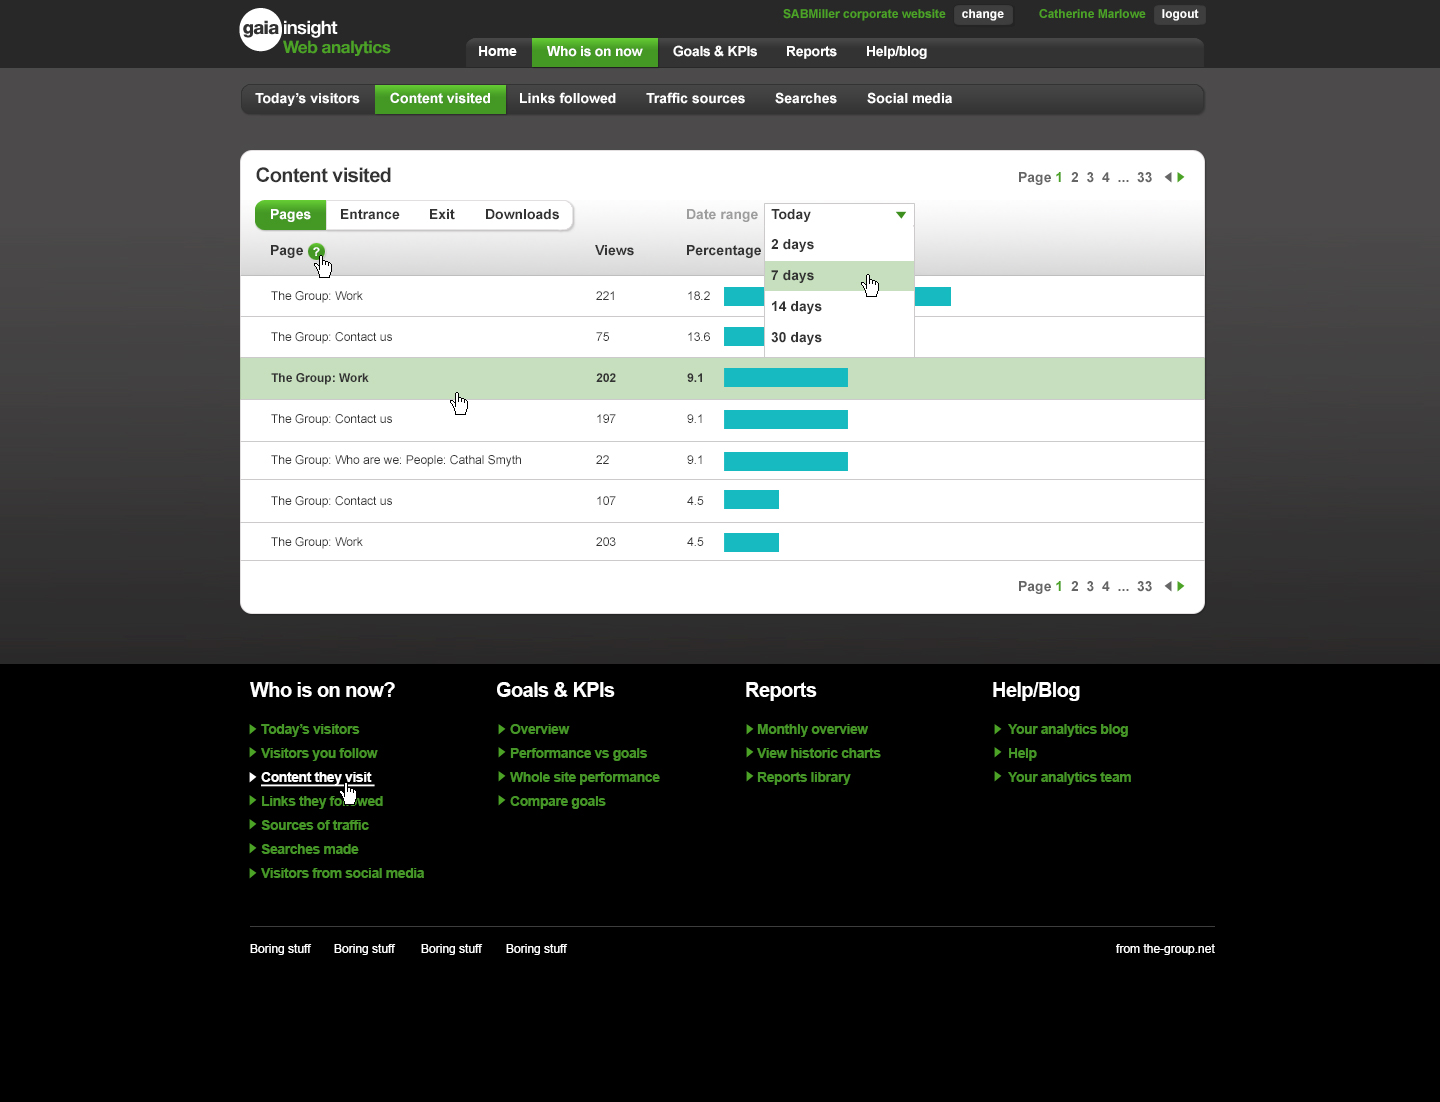 gaia insight
Web analytics
SABMiller corporate website change Catherine Marlowe logout
Home Who is on now Goals & KPIs Reports Help/blog
Today's visitors Content visited Links followed Traffic sources Searches Social media
Content visited
Page 1 2 3 4 ... 33
Pages Entrance Exit Downloads
Date range Today
2 days
7 days
14 days
30 days
Page ? Views Percentage
The Group: Work 221 18.2
The Group: Contact us 75 13.6
The Group: Work 202 9.1
The Group: Contact us 197 9.1
The Group: Who are we: People: Cathal Smyth 22 9.1
The Group: Contact us 107 4.5
The Group: Work 203 4.5
Page 1 2 3 4 ... 33
Who is on now?
Today's visitors
Visitors you follow
Content they visit
Links they followed
Sources of traffic
Searches made
Visitors from social media
Goals & KPIs
Overview
Performance vs goals
Whole site performance
Compare goals
Reports
Monthly overview
View historic charts
Reports library
Help/Blog
Your analytics blog
Help
Your analytics team
Boring stuff Boring stuff Boring stuff Boring stuff from the-group.net